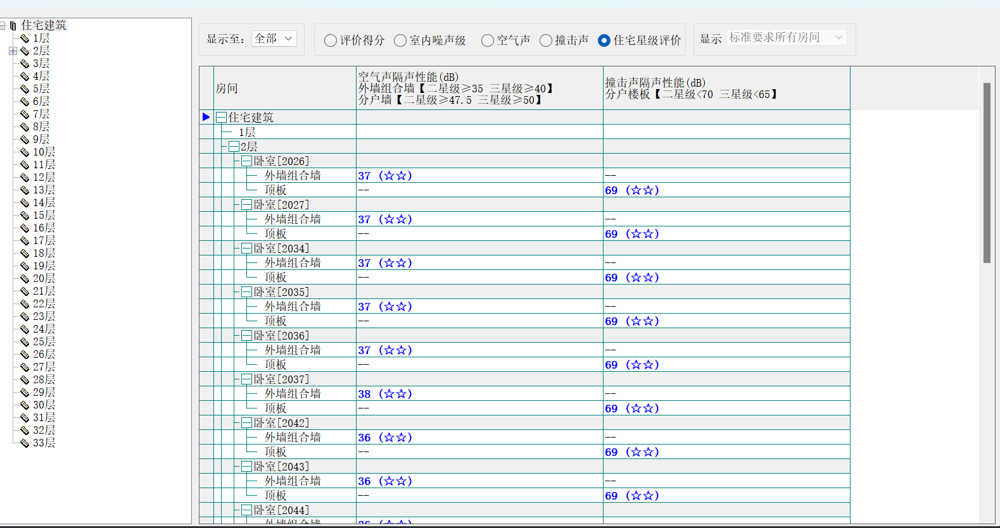 住宅建筑
1层
2层
3层
4层
5层
6层
7层
8层
9层
10层
11层
12层
13层
14层
15层
16层
17层
18层
19层
20层
21层
22层
23层
24层
25层
26层
27层
28层
29层
30层
31层
32层
33层
显示至: 全部
评价得分 室内噪声级 空气声 撞击声 住宅星级评价
显示 标准要求所有房间
房间
空气声隔声性能(dB)
外墙组合墙【二星级≥35 三星级≥40】
分户墙【二星级≥47.5 三星级≥50】
撞击声隔声性能(dB)
分户楼板【二星级<70 三星级<65】
住宅建筑
1层
2层
卧室[2026]
外墙组合墙 37 (☆☆) --
顶板 -- 69 (☆☆)
卧室[2027]
外墙组合墙 37 (☆☆) --
顶板 -- 69 (☆☆)
卧室[2034]
外墙组合墙 37 (☆☆) --
顶板 -- 69 (☆☆)
卧室[2035]
外墙组合墙 37 (☆☆) --
顶板 -- 69 (☆☆)
卧室[2036]
外墙组合墙 37 (☆☆) --
顶板 -- 69 (☆☆)
卧室[2037]
外墙组合墙 38 (☆☆) --
顶板 -- 69 (☆☆)
卧室[2042]
外墙组合墙 36 (☆☆) --
顶板 -- 69 (☆☆)
卧室[2043]
外墙组合墙 36 (☆☆) --
顶板 -- 69 (☆☆)
卧室[2044]